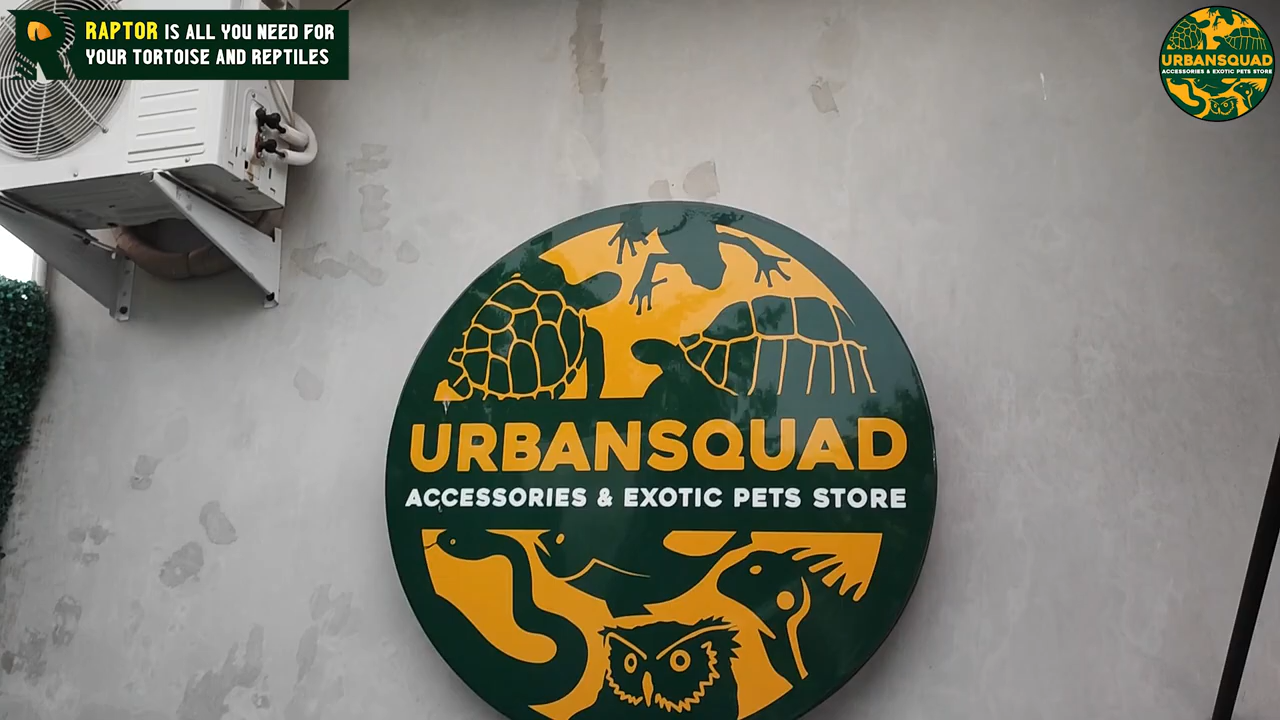 RAPTOR IS ALL YOU NEED FOR
YOUR TORTOISE AND REPTILES
URBANSQUAD
ACCESSORIES & EXOTIC PETS STORE
URBANSQUAD
ACCESSORIES & EXOTIC PETS STORE